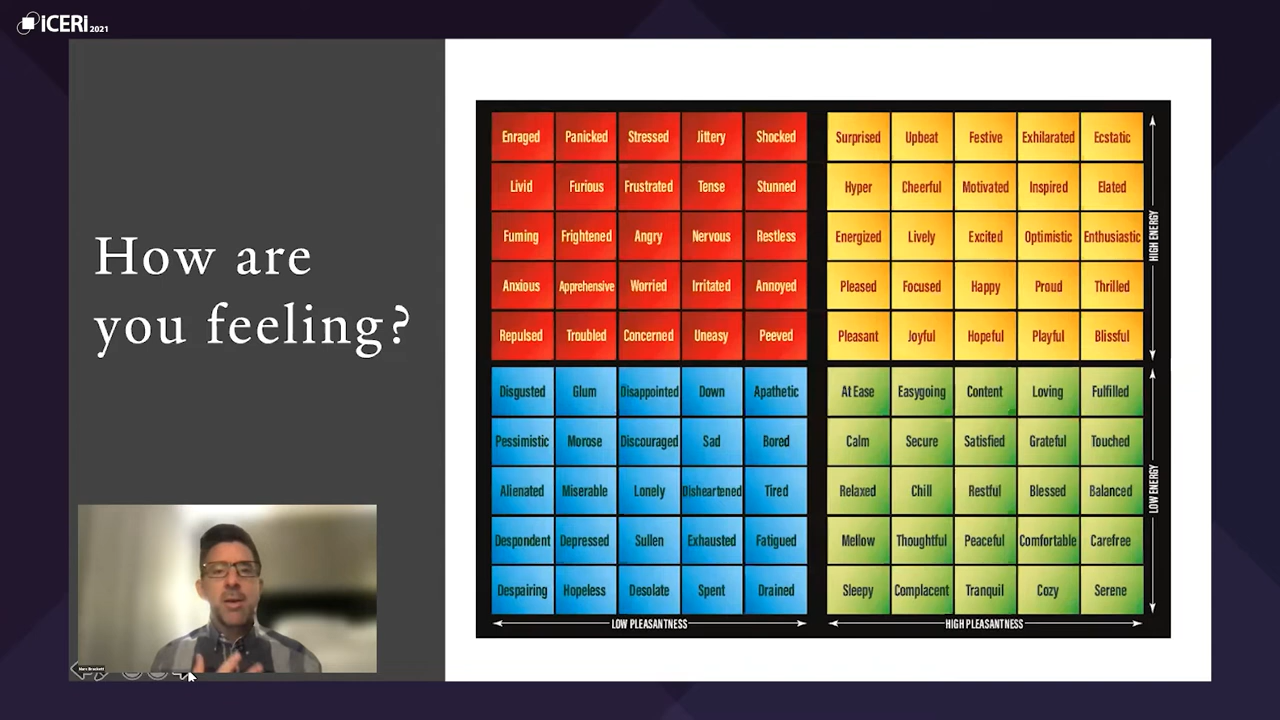 iCERi2021
How are
you feeling?
Enraged Panicked Stressed Jittery Shocked Surprised Upbeat Festive Exhilarated Ecstatic
Livid Furious Frustrated Tense Stunned Hyper Cheerful Motivated Inspired Elated
Fuming Frightened Angry Nervous Restless Energized Lively Excited Optimistic Enthusiastic
Anxious Apprehensive Worried Irritated Annoyed Pleased Focused Happy Proud Thrilled
Repulsed Troubled Concerned Uneasy Peeved Pleasant Joyful Hopeful Playful Blissful
HIGH ENERGY
Disgusted Glum Disappointed Down Apathetic At Ease Easygoing Content Loving Fulfilled
Pessimistic Morose Discouraged Sad Bored Calm Secure Satisfied Grateful Touched
Alienated Miserable Lonely Disheartened Tired Relaxed Chill Restful Blessed Balanced
Despondent Depressed Sullen Exhausted Fatigued Mellow Thoughtful Peaceful Comfortable Carefree
Despairing Hopeless Desolate Spent Drained Sleepy Complacent Tranquil Cozy Serene
LOW ENERGY
LOW PLEASANTNESS HIGH PLEASANTNESS
Marc Brackett